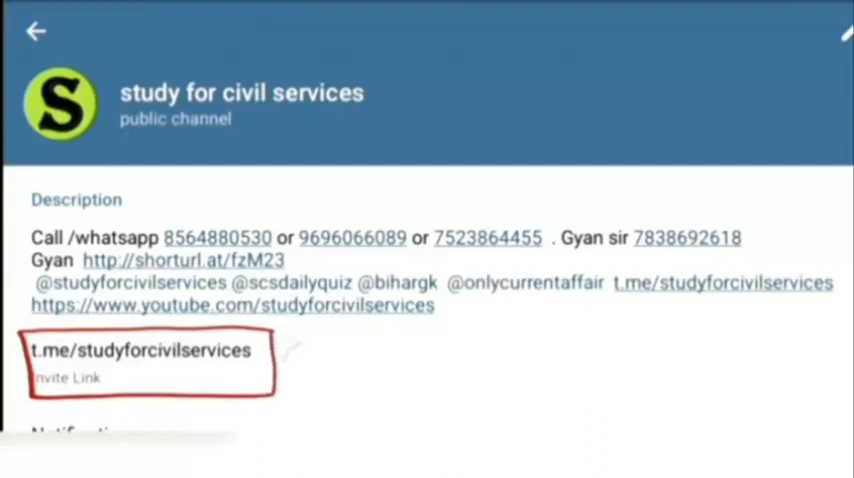 S
study for civil services
public channel
Description
Call /whatsapp 8564880530 or 9696066089 or 7523864455 . Gyan sir 7838692618
Gyan http://shorturl.at/fzM23
@studyforcivilservices @scsdailyquiz @bihargk @onlycurrentaffair t.me/studyforcivilservices
https://www.youtube.com/studyforcivilservices
t.me/studyforcivilservices
Invite Link